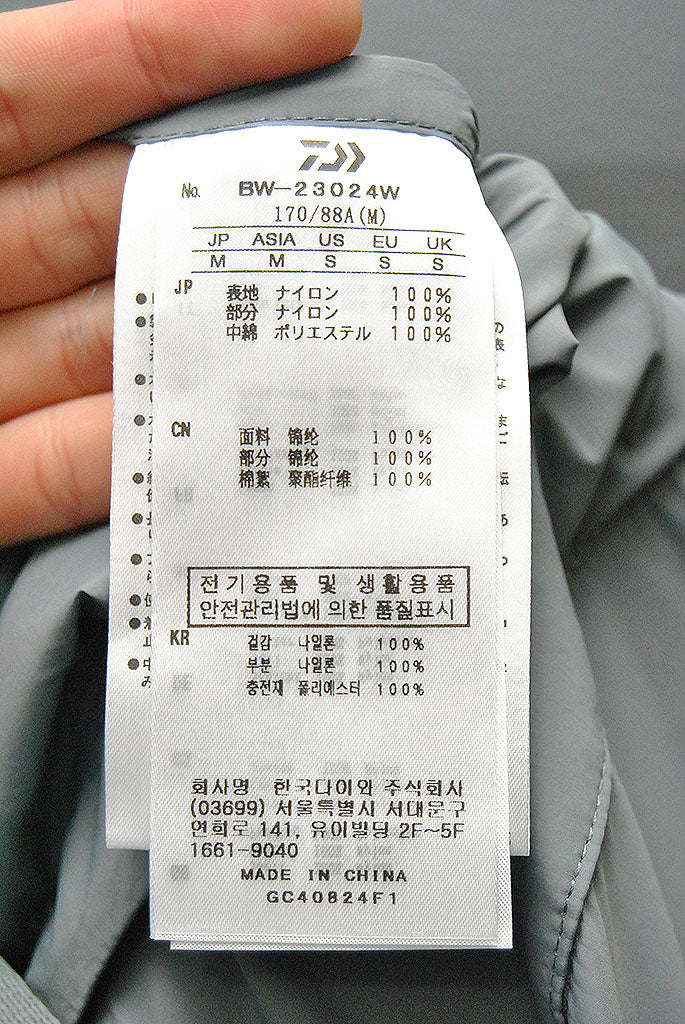 No. BW-23024W
170/88A(M)
JP ASIA US EU UK
M M S S S
JP 表地 ナイロン 100%
部分 ナイロン 100%
中綿 ポリエステル 100%
CN 面料 锦纶 100%
部分 锦纶 100%
棉絮 聚酯纤维 100%
전기용품 및 생활용품
안전관리법에 의한 품질표시
KR 겉감 나일론 100%
부분 나일론 100%
충전재 폴리에스터 100%
회사명 한국다이와 주식회사
(03699) 서울특별시 서대문구
연희로 141, 유이빌딩 2F~5F
1661-9040
MADE IN CHINA
GC40824F1